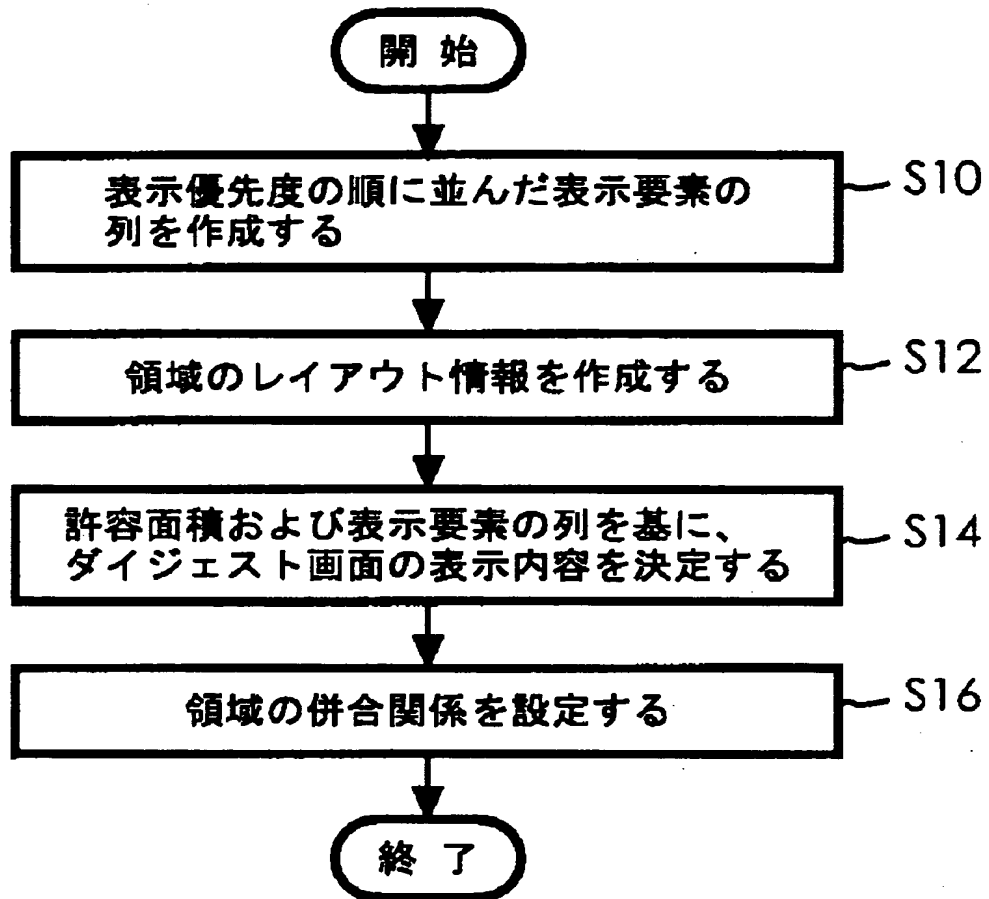 開始
表示優先度の順に並んだ表示要素の
列を作成する
S10
領域のレイアウト情報を作成する
S12
許容面積および表示要素の列を基に、
ダイジェスト画面の表示内容を決定する
S14
領域の併合関係を設定する
S16
終了